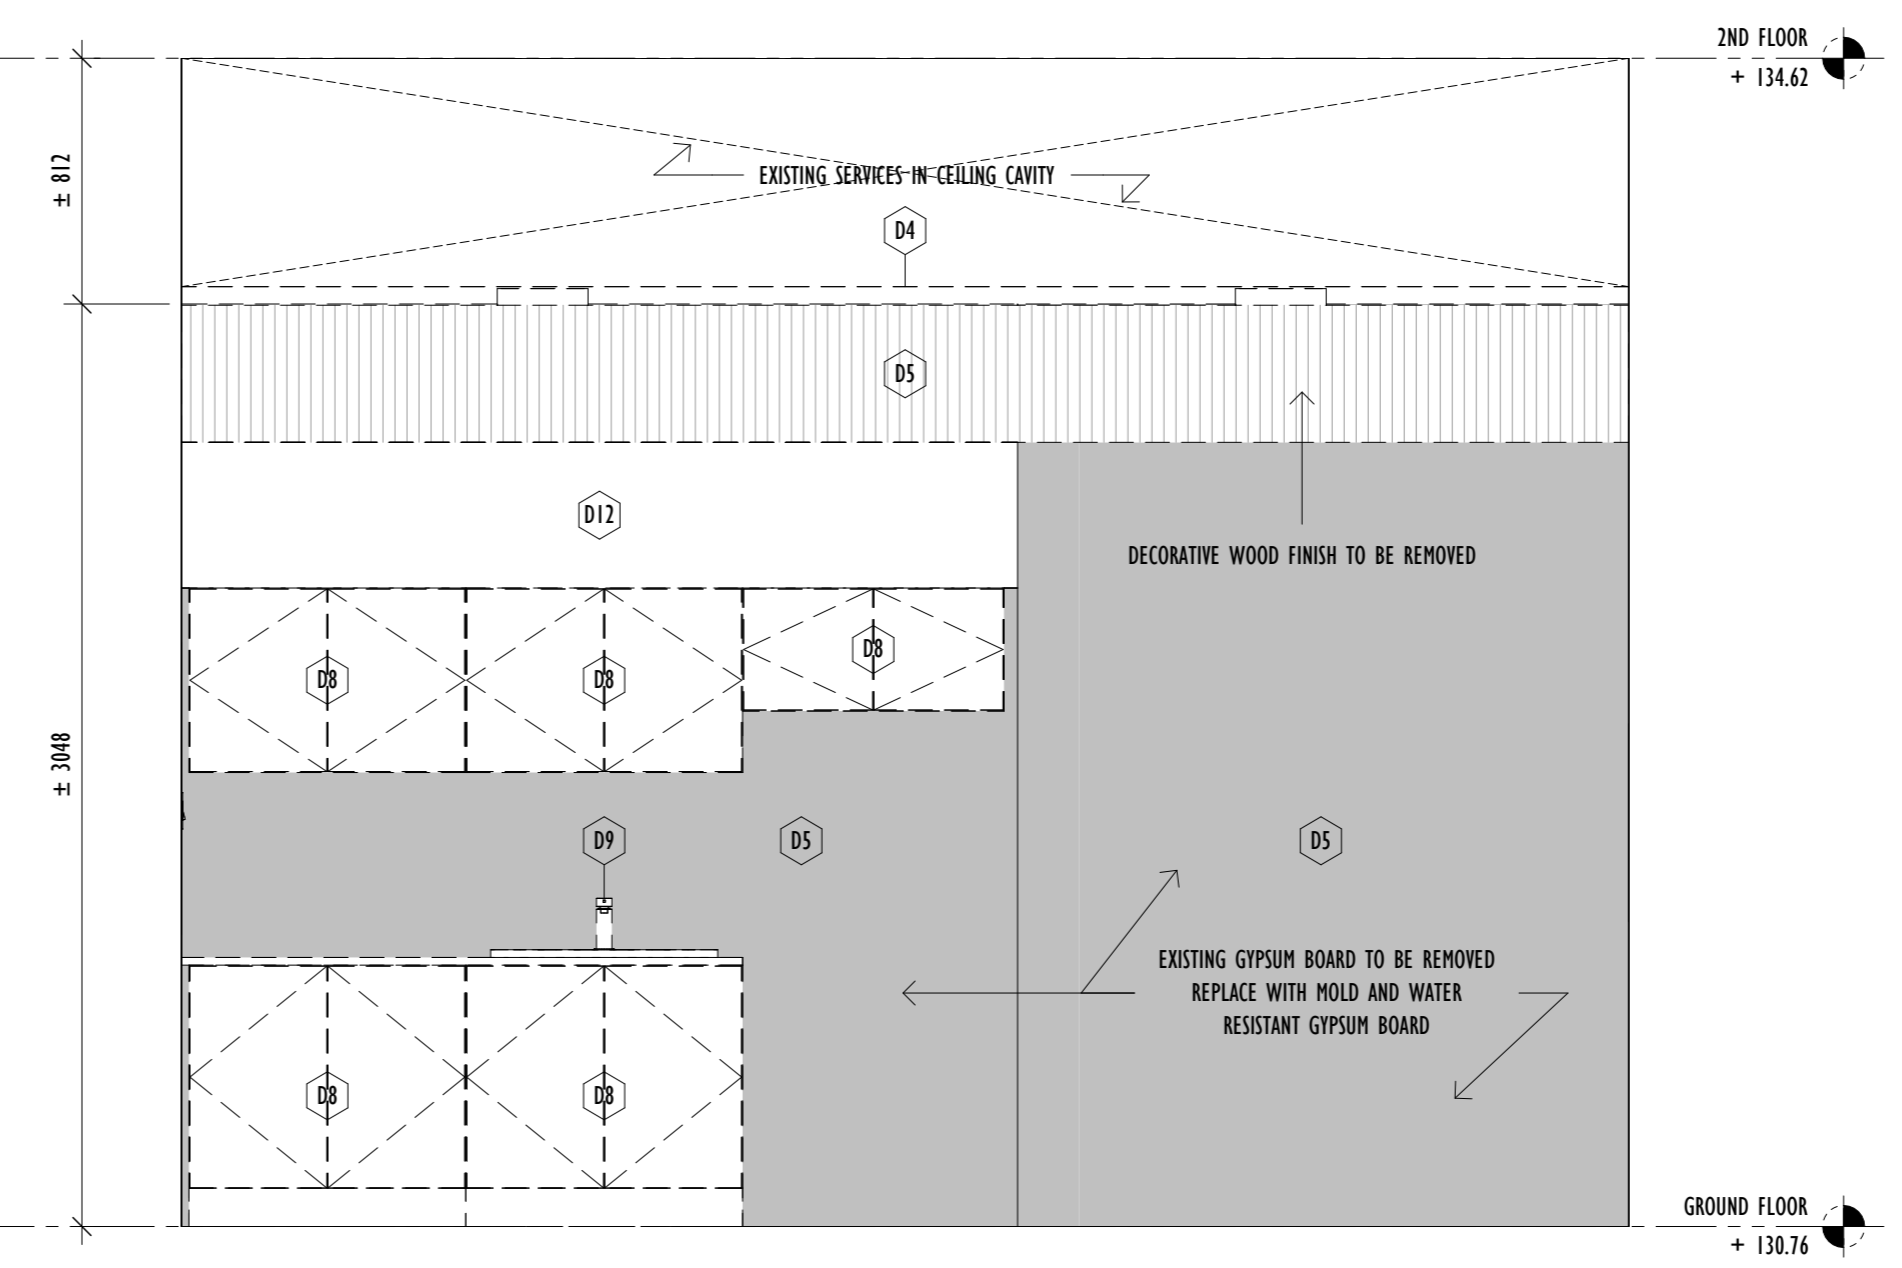 2ND FLOOR
+ 134.62
± 812
EXISTING SERVICES IN CEILING CAVITY
D4
D5
D12
DECORATIVE WOOD FINISH TO BE REMOVED
D8
D8
D8
± 3048
D9
D5
D5
EXISTING GYPSUM BOARD TO BE REMOVED
REPLACE WITH MOLD AND WATER
RESISTANT GYPSUM BOARD
D8
D8
GROUND FLOOR
+ 130.76